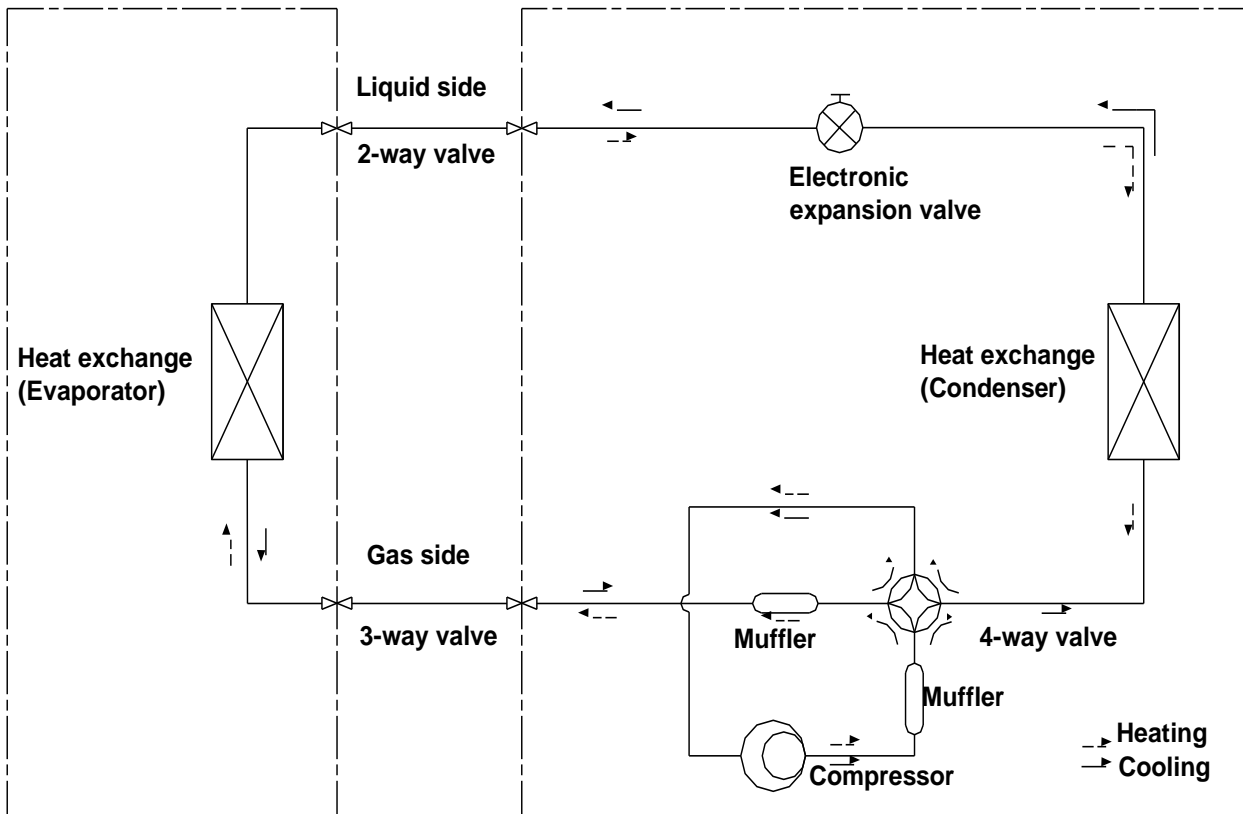 Liquid side
2-way valve
Electronic
expansion valve
Heat exchange
(Evaporator)
Heat exchange
(Condenser)
Gas side
3-way valve
Muffler
4-way valve
Muffler
Compressor
Heating
Cooling